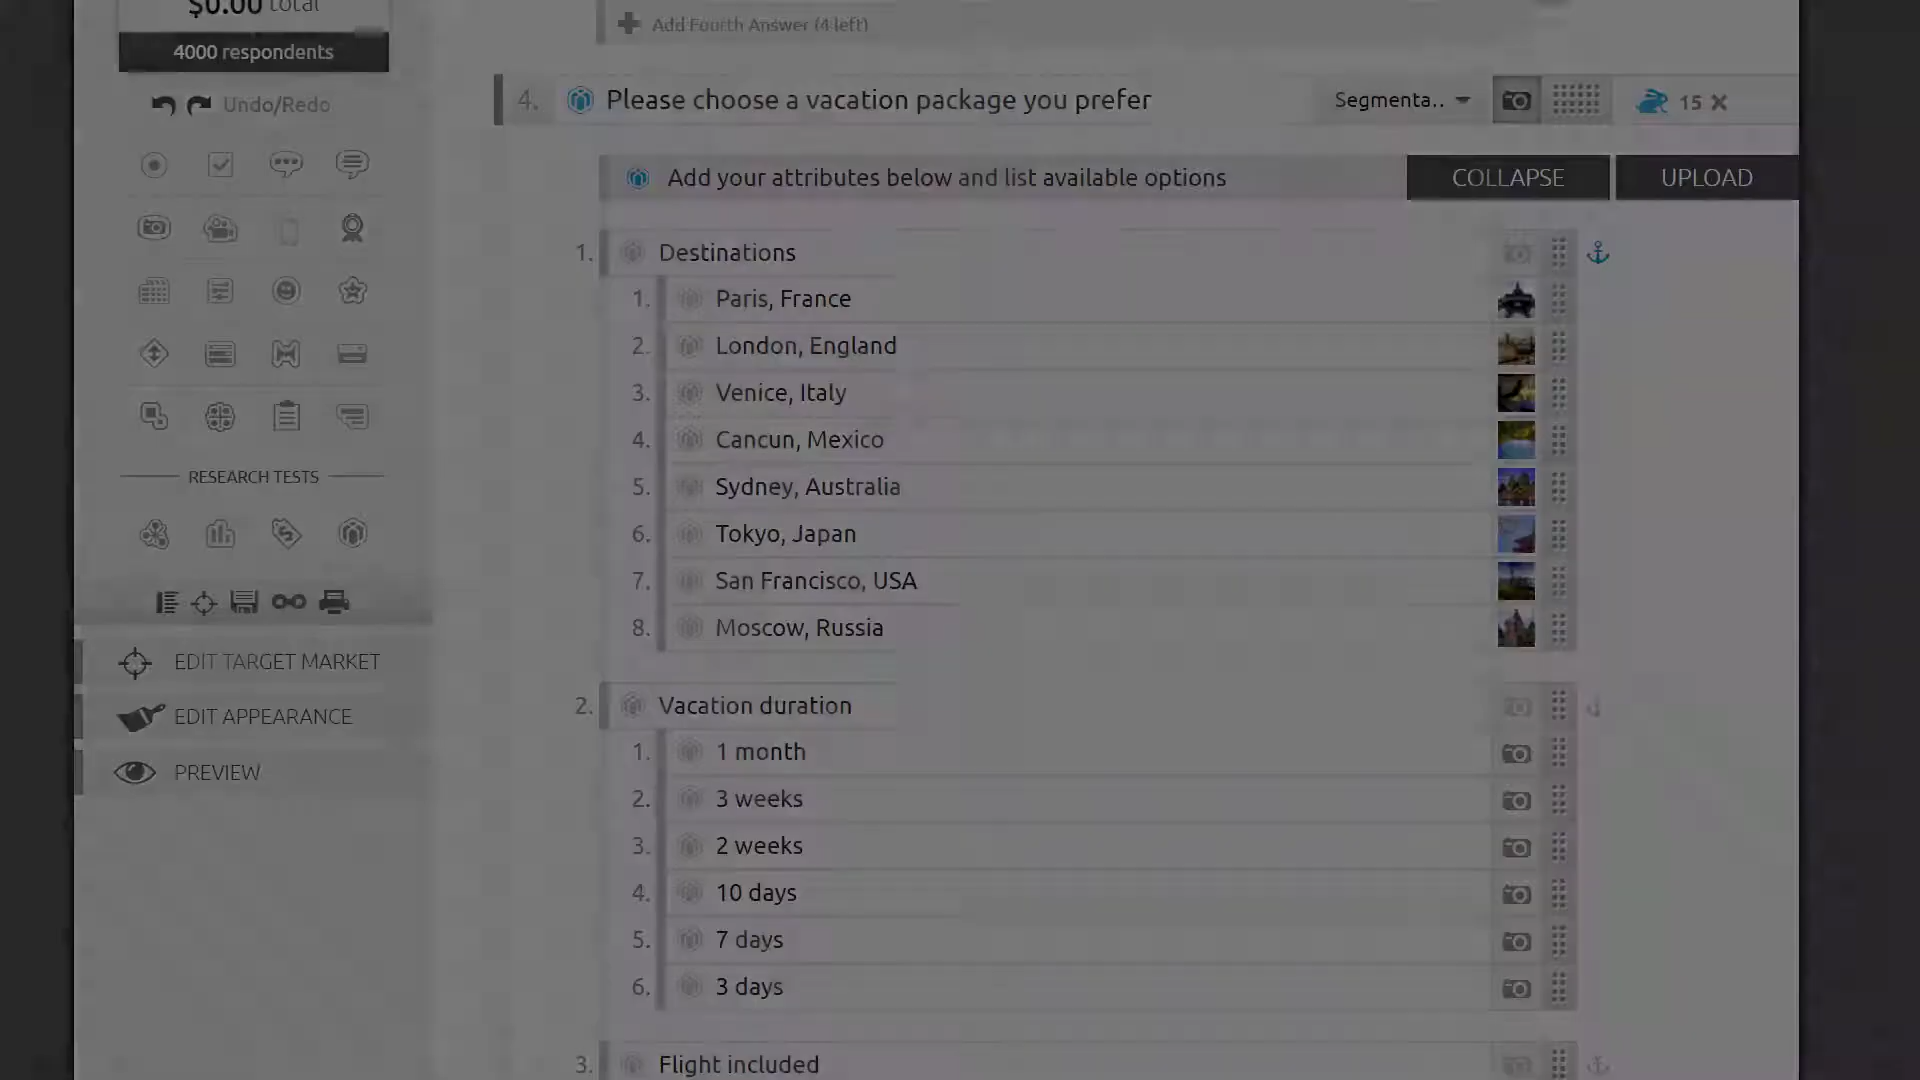 $0.00 total
4000 respondents
Undo/Redo
RESEARCH TESTS
EDIT TARGET MARKET
EDIT APPEARANCE
PREVIEW
Add Fourth Answer (4 left)
4. Please choose a vacation package you prefer Segmenta.. 15
Add your attributes below and list available options COLLAPSE UPLOAD
1. Destinations
1. Paris, France
2. London, England
3. Venice, Italy
4. Cancun, Mexico
5. Sydney, Australia
6. Tokyo, Japan
7. San Francisco, USA
8. Moscow, Russia
2. Vacation duration
1. 1 month
2. 3 weeks
3. 2 weeks
4. 10 days
5. 7 days
6. 3 days
3. Flight included